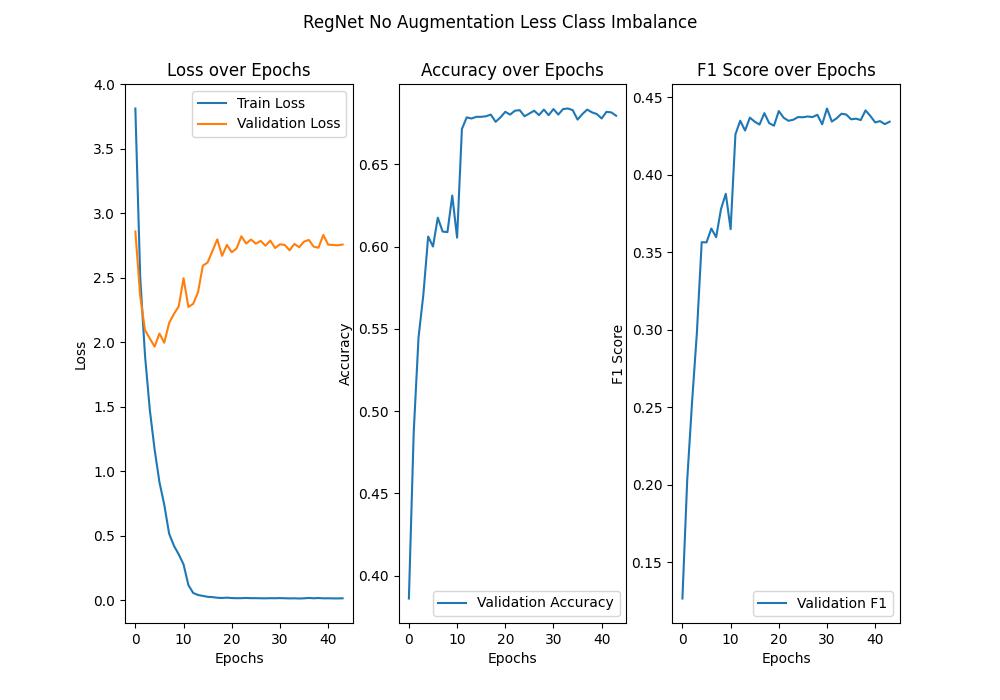 RegNet No Augmentation Less Class Imbalance
Loss over Epochs
Train Loss
Validation Loss
4.0
3.5
3.0
2.5
2.0
1.5
1.0
0.5
0.0
Loss
0
10
20
30
40
Epochs
Accuracy over Epochs
0.65
0.60
0.55
0.50
0.45
0.40
Accuracy
Validation Accuracy
0
10
20
30
40
Epochs
F1 Score over Epochs
0.45
0.40
0.35
0.30
0.25
0.20
0.15
F1 Score
Validation F1
0
10
20
30
40
Epochs